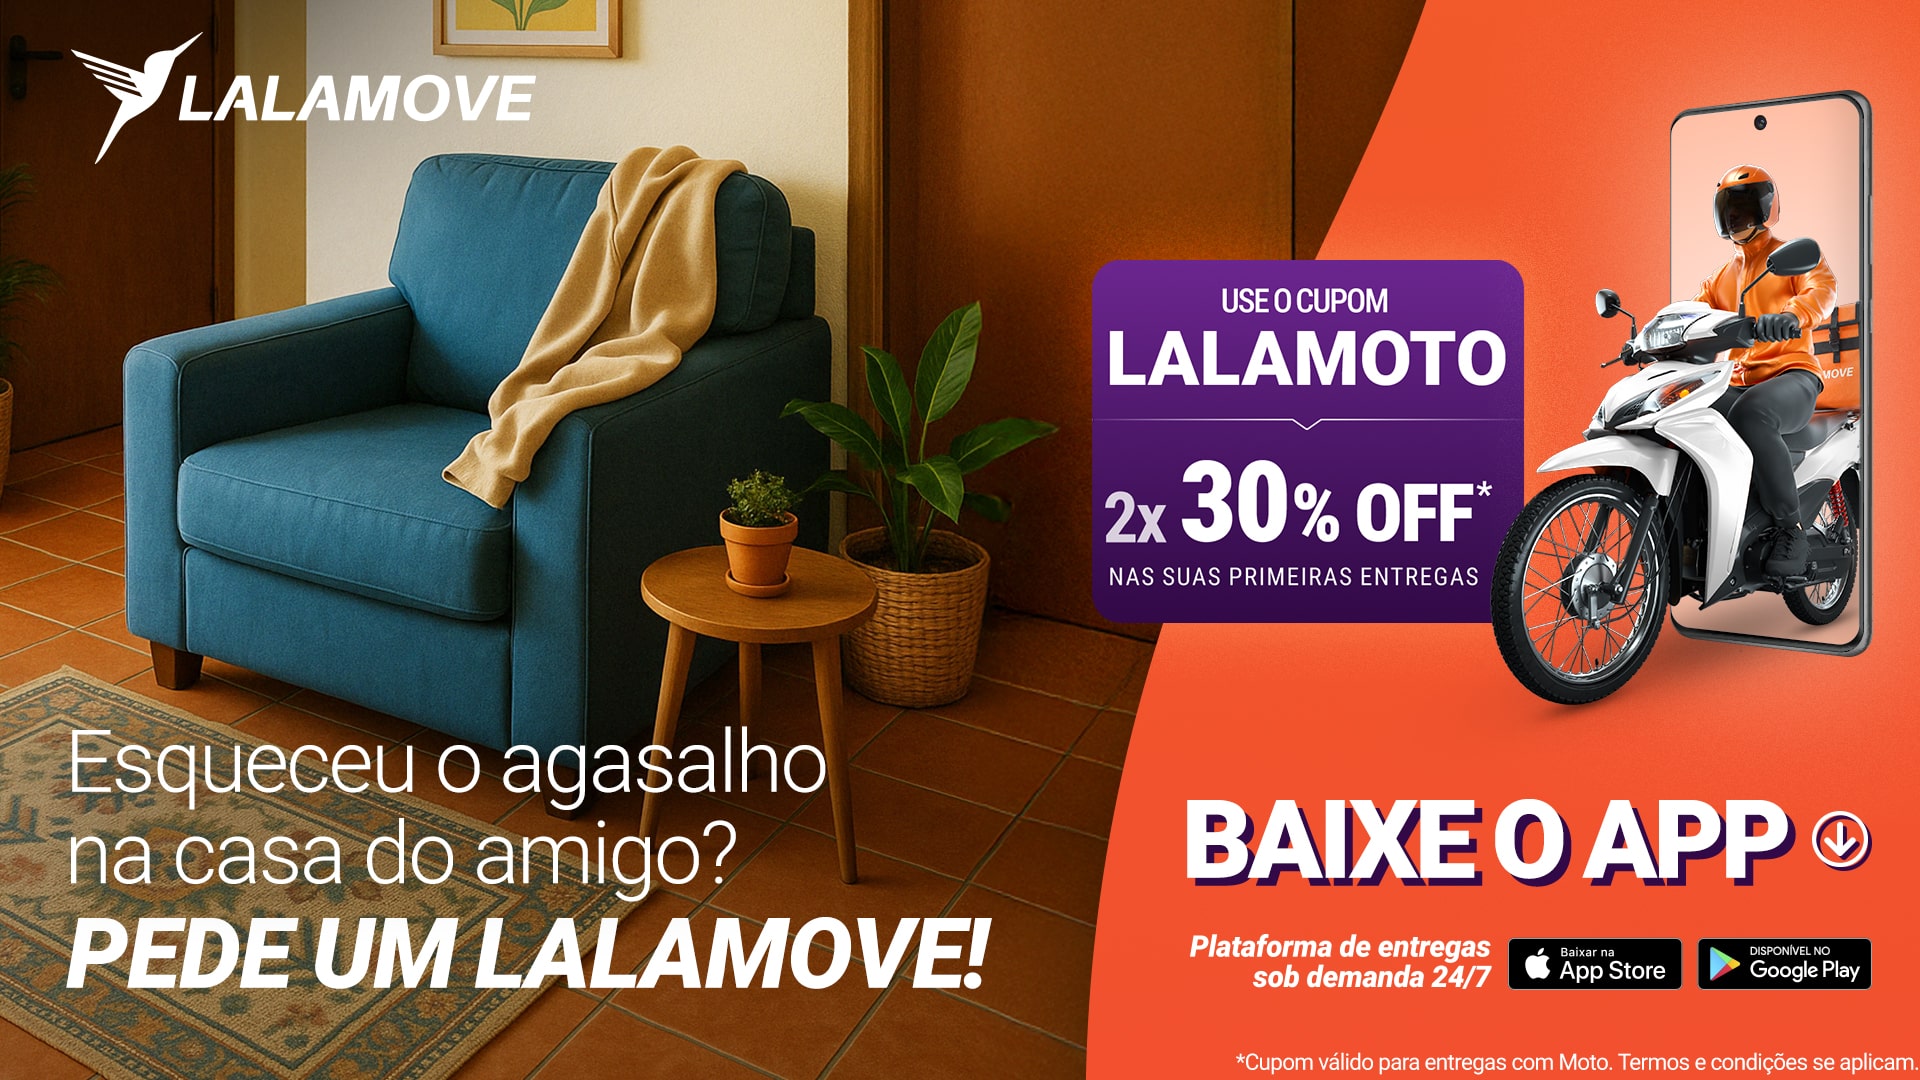 LALAMOVE
Esqueceu o agasalho
na casa do amigo?
PEDE UM LALAMOVE!
USE O CUPOM
LALAMOTO
2x 30% OFF*
NAS SUAS PRIMEIRAS ENTREGAS
MOVE
BAIXE O APP
Plataforma de entregas
sob demanda 24/7
Baixar na
App Store
DISPONÍVEL NO
Google Play
*Cupom válido para entregas com Moto. Termos e condições se aplicam.